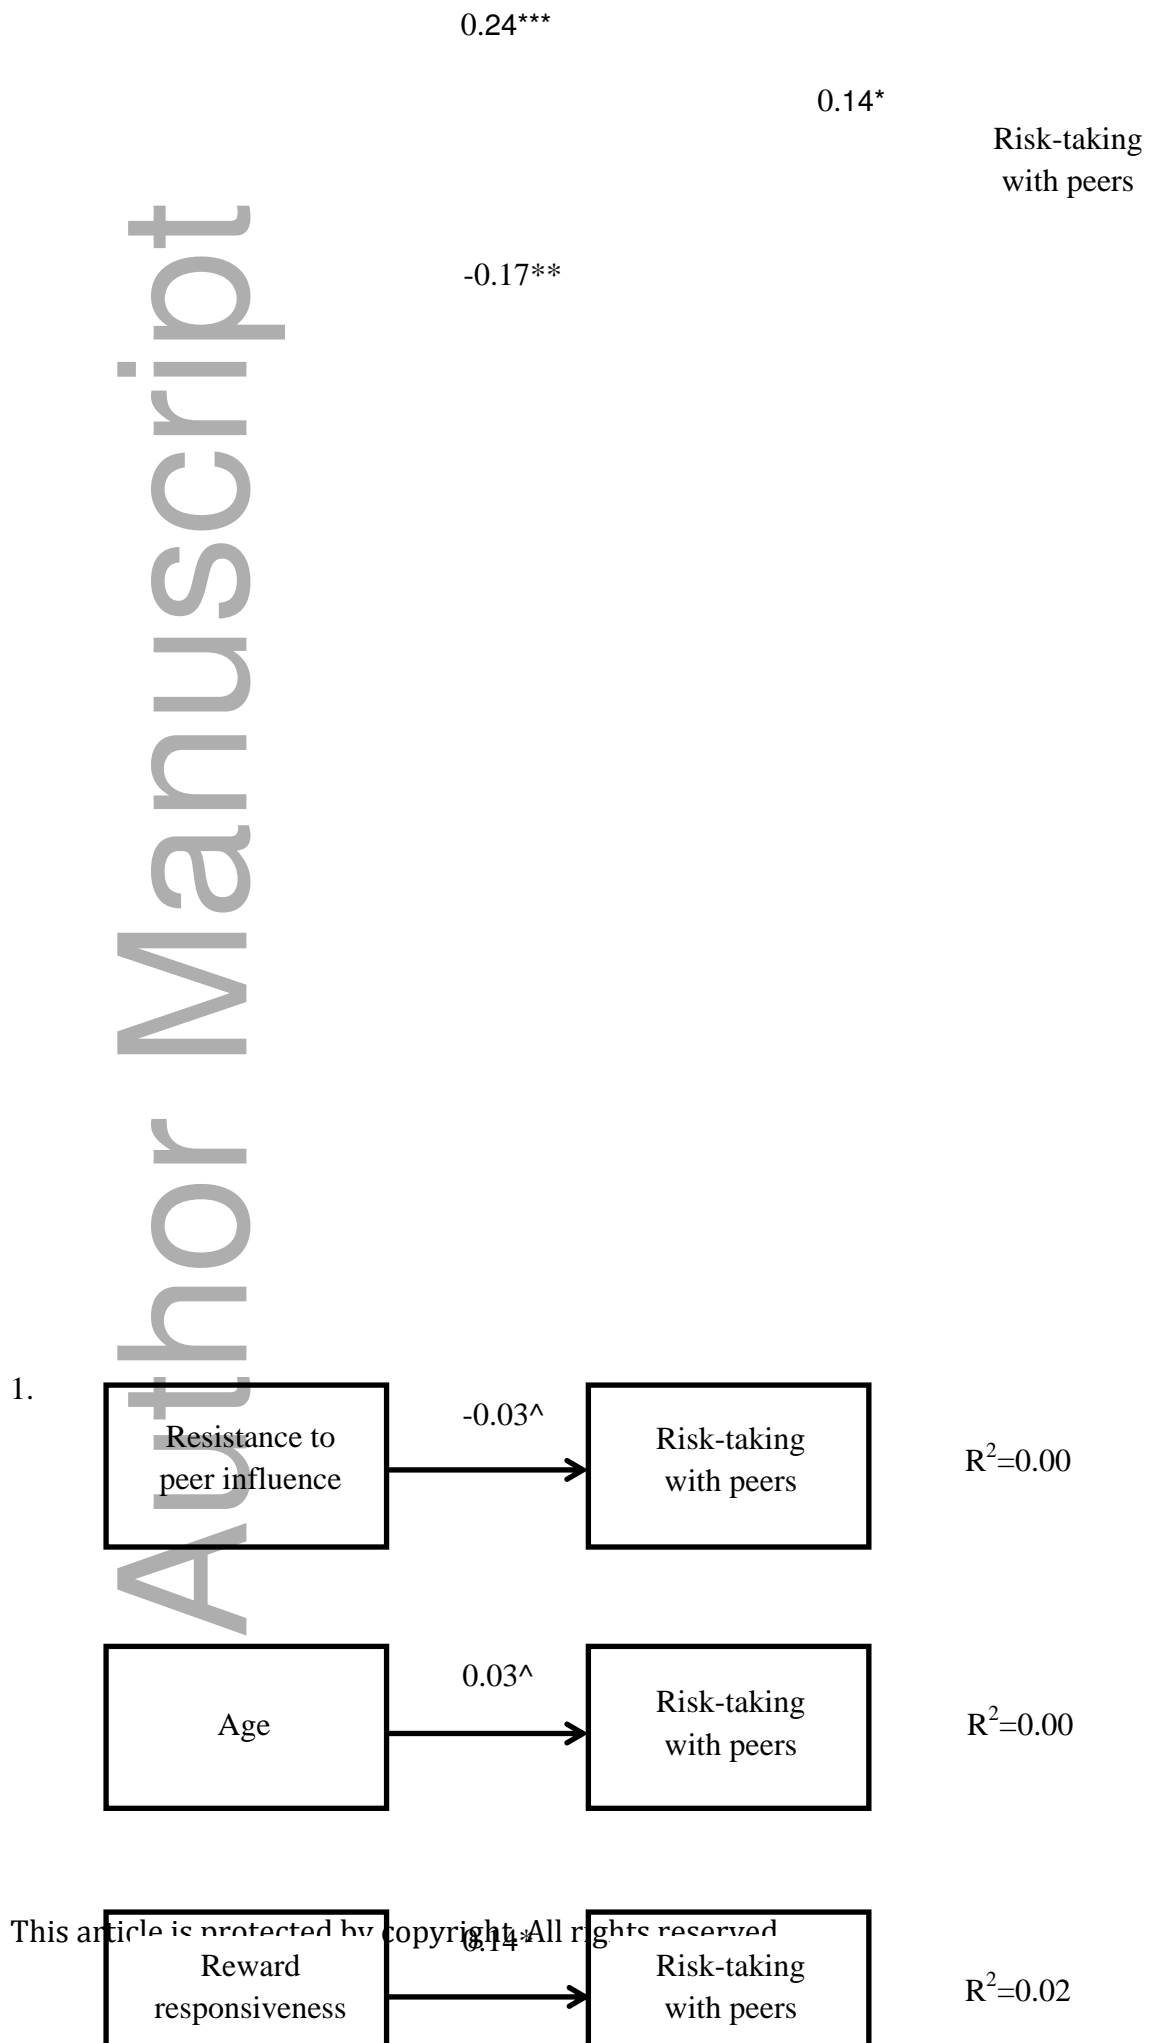 0.24***
0.14*
Risk-taking
with peers
-0.17**
Author Manuscript
1.
Resistance to
peer influence
-0.03^
Risk-taking
with peers
R²=0.00
Age
0.03^
Risk-taking
with peers
R²=0.00
This article is protected by copyright. All rights reserved
Reward
responsiveness
0.14*
Risk-taking
with peers
R²=0.02